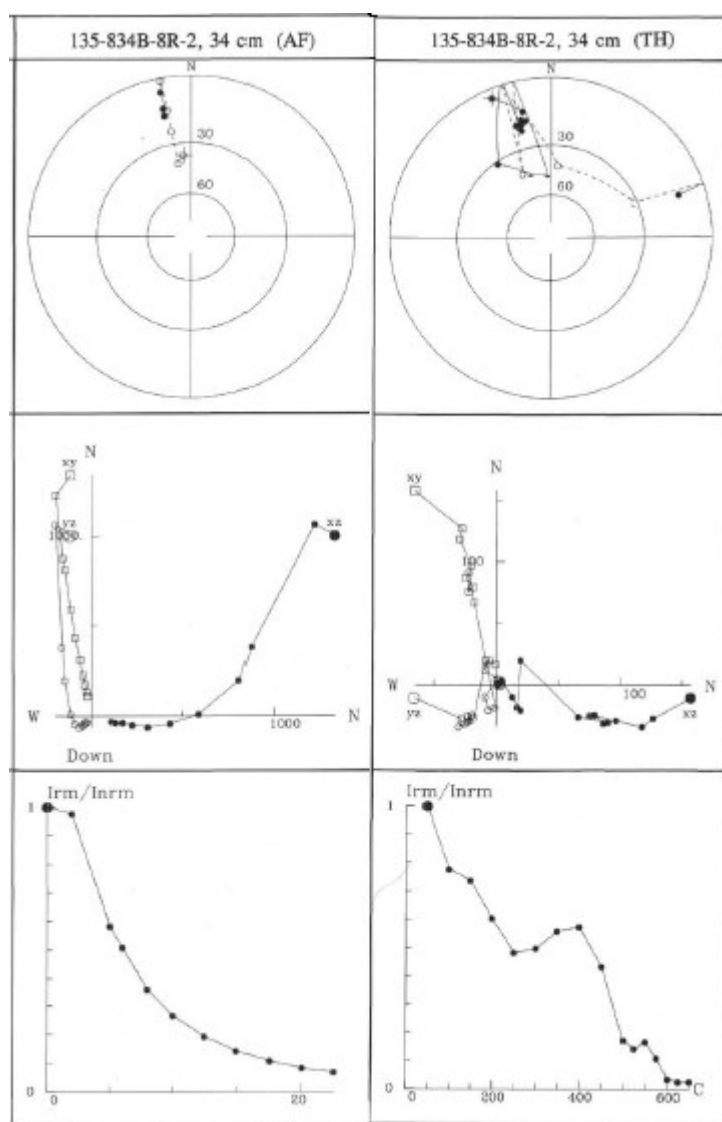 135-834B-8R-2, 34 cm (AF)
135-834B-8R-2, 34 cm (TH)
N
30
60
N
30
60
N
xy
yz
1000
xz
W
1000
N
Down
N
xy
100
W
100
N
yz
xz
Down
Irm/Inrm
1
0
0
20
Irm/Inrm
1
0
0
200
400
600
C